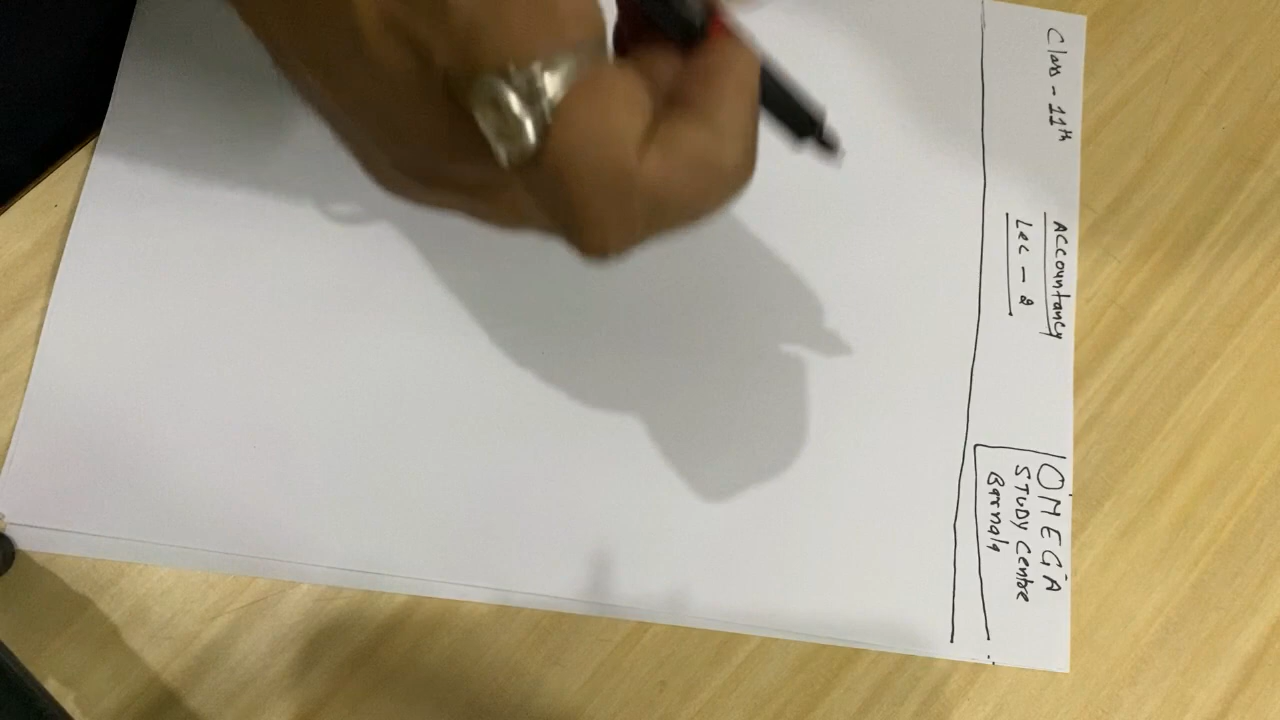 Class - 11th
Accountancy
Lec - 2
OMEGA
STUDY Centre
Barnala